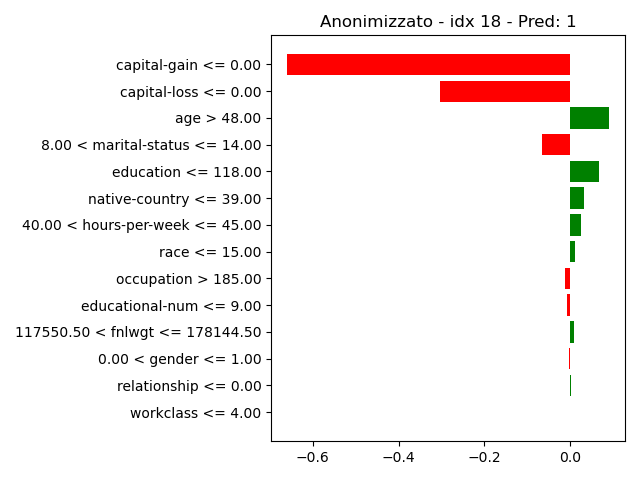 Anonimizzato - idx 18 - Pred: 1
capital-gain <= 0.00
capital-loss <= 0.00
age > 48.00
8.00 < marital-status <= 14.00
education <= 118.00
native-country <= 39.00
40.00 < hours-per-week <= 45.00
race <= 15.00
occupation > 185.00
educational-num <= 9.00
117550.50 < fnlwgt <= 178144.50
0.00 < gender <= 1.00
relationship <= 0.00
workclass <= 4.00
−0.6 −0.4 −0.2 0.0